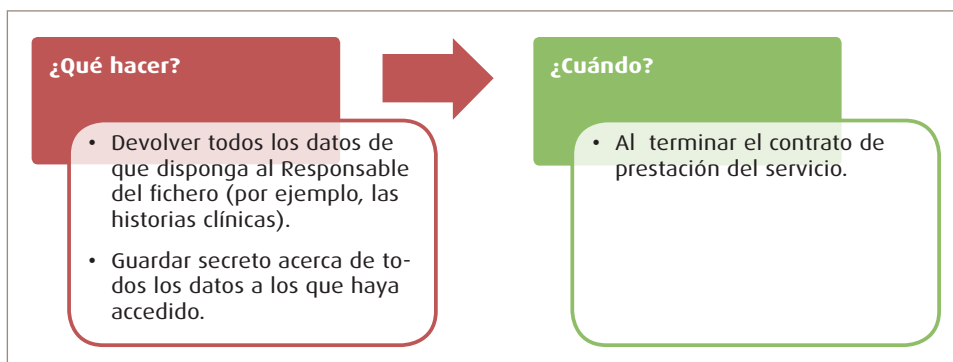 ¿Qué hacer?
• Devolver todos los datos de
que disponga al Responsable
del fichero (por ejemplo, las
historias clínicas).
• Guardar secreto acerca de to-
dos los datos a los que haya
accedido.
¿Cuándo?
• Al terminar el contrato de
prestación del servicio.